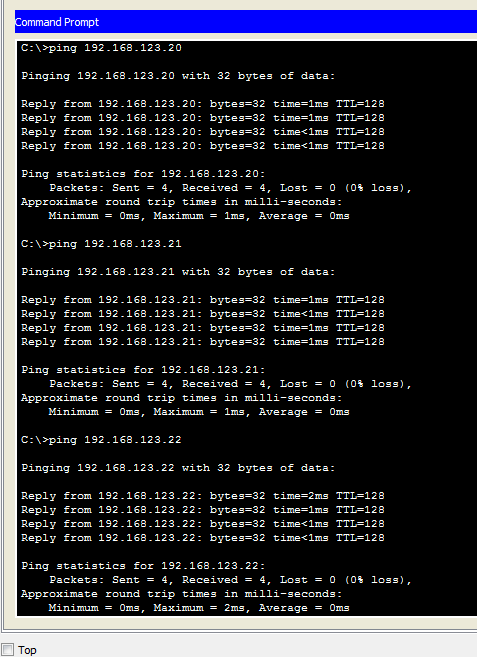 Command Prompt
C:\>ping 192.168.123.20
Pinging 192.168.123.20 with 32 bytes of data:
Reply from 192.168.123.20: bytes=32 time=1ms TTL=128
Reply from 192.168.123.20: bytes=32 time=1ms TTL=128
Reply from 192.168.123.20: bytes=32 time<1ms TTL=128
Reply from 192.168.123.20: bytes=32 time<1ms TTL=128
Ping statistics for 192.168.123.20:
    Packets: Sent = 4, Received = 4, Lost = 0 (0% loss),
Approximate round trip times in milli-seconds:
    Minimum = 0ms, Maximum = 1ms, Average = 0ms
C:\>ping 192.168.123.21
Pinging 192.168.123.21 with 32 bytes of data:
Reply from 192.168.123.21: bytes=32 time=1ms TTL=128
Reply from 192.168.123.21: bytes=32 time<1ms TTL=128
Reply from 192.168.123.21: bytes=32 time=1ms TTL=128
Reply from 192.168.123.21: bytes=32 time=1ms TTL=128
Ping statistics for 192.168.123.21:
    Packets: Sent = 4, Received = 4, Lost = 0 (0% loss),
Approximate round trip times in milli-seconds:
    Minimum = 0ms, Maximum = 1ms, Average = 0ms
C:\>ping 192.168.123.22
Pinging 192.168.123.22 with 32 bytes of data:
Reply from 192.168.123.22: bytes=32 time=2ms TTL=128
Reply from 192.168.123.22: bytes=32 time=1ms TTL=128
Reply from 192.168.123.22: bytes=32 time<1ms TTL=128
Reply from 192.168.123.22: bytes=32 time<1ms TTL=128
Ping statistics for 192.168.123.22:
    Packets: Sent = 4, Received = 4, Lost = 0 (0% loss),
Approximate round trip times in milli-seconds:
    Minimum = 0ms, Maximum = 2ms, Average = 0ms
Top